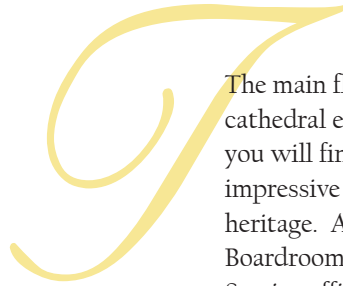 T
The main
cathedral
you will
impressive
heritage. A
Boardroom